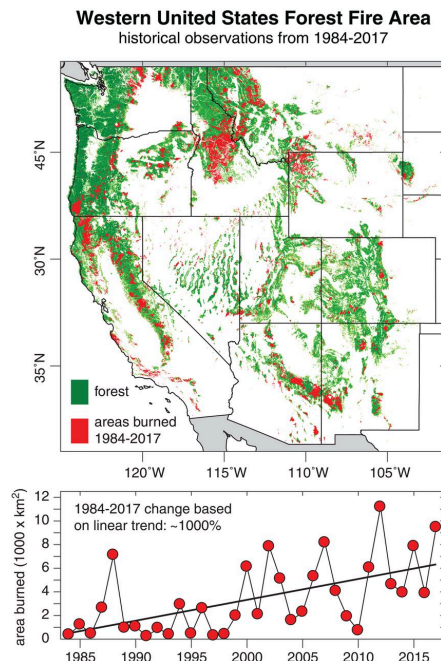 Western United States Forest Fire Area
historical observations from 1984-2017
45°N
30°N
35°N
forest
areas burned
1984-2017
120°W
115°W
110°W
105°W
12
10
8
6
4
2
0
area burned (1000 x km²)
1984-2017 change based
on linear trend: ~1000%
1985
1990
1995
2000
2005
2010
2015